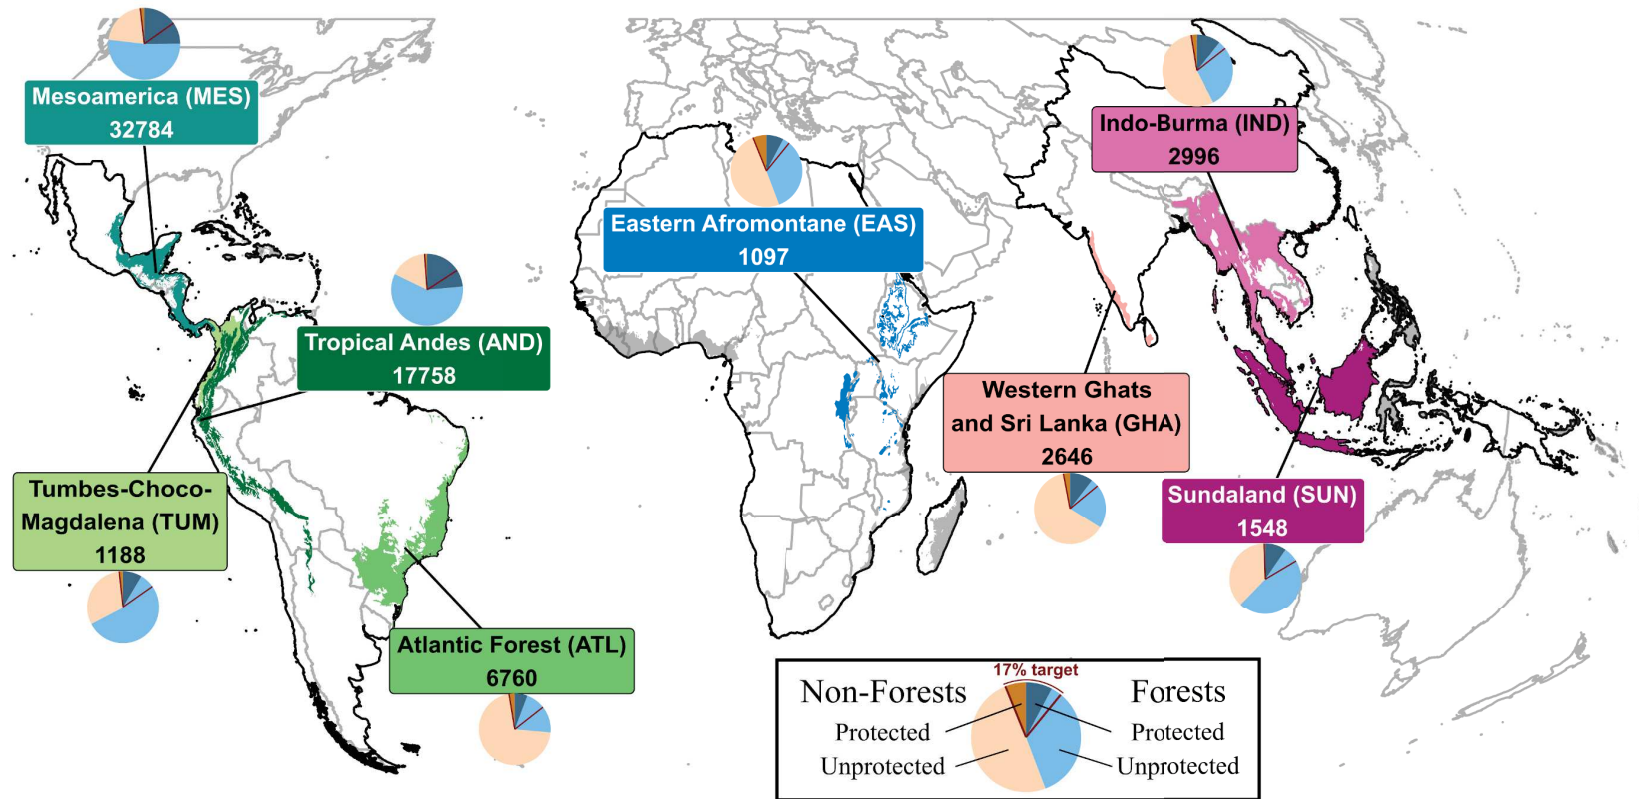 Mesoamerica (MES)
32784
Indo-Burma (IND)
2996
Eastern Afromontane (EAS)
1097
Tropical Andes (AND)
17758
Western Ghats
and Sri Lanka (GHA)
2646
Tumbes-Choco-
Magdalena (TUM)
1188
Sundaland (SUN)
1548
Atlantic Forest (ATL)
6760
17% target
Non-Forests
Forests
Protected
Protected
Unprotected
Unprotected